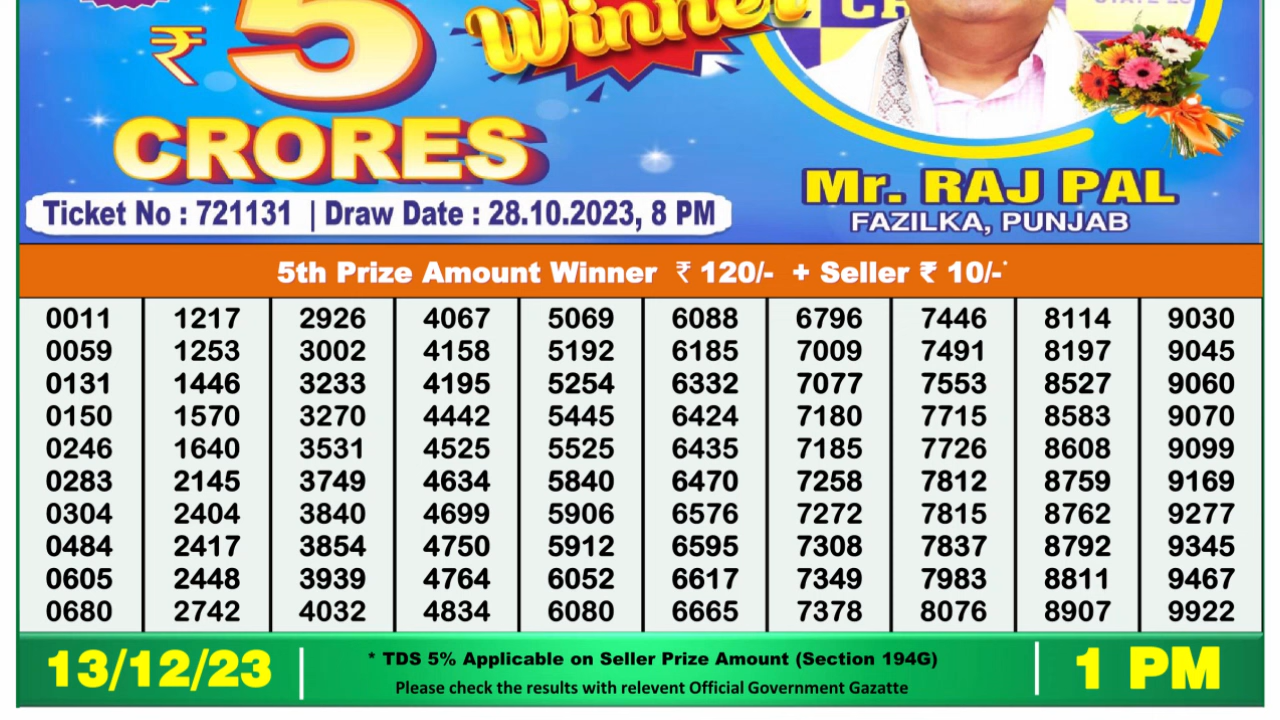 ₹ 5
Winner
CRORES
Mr. RAJ PAL
FAZILKA, PUNJAB
Ticket No : 721131 | Draw Date : 28.10.2023, 8 PM
5th Prize Amount Winner ₹ 120/- + Seller ₹ 10/-*
0011 1217 2926 4067 5069 6088 6796 7446 8114 9030
0059 1253 3002 4158 5192 6185 7009 7491 8197 9045
0131 1446 3233 4195 5254 6332 7077 7553 8527 9060
0150 1570 3270 4442 5445 6424 7180 7715 8583 9070
0246 1640 3531 4525 5525 6435 7185 7726 8608 9099
0283 2145 3749 4634 5840 6470 7258 7812 8759 9169
0304 2404 3840 4699 5906 6576 7272 7815 8762 9277
0484 2417 3854 4750 5912 6595 7308 7837 8792 9345
0605 2448 3939 4764 6052 6617 7349 7983 8811 9467
0680 2742 4032 4834 6080 6665 7378 8076 8907 9922
13/12/23
* TDS 5% Applicable on Seller Prize Amount (Section 194G)
Please check the results with relevent Official Government Gazatte
1 PM